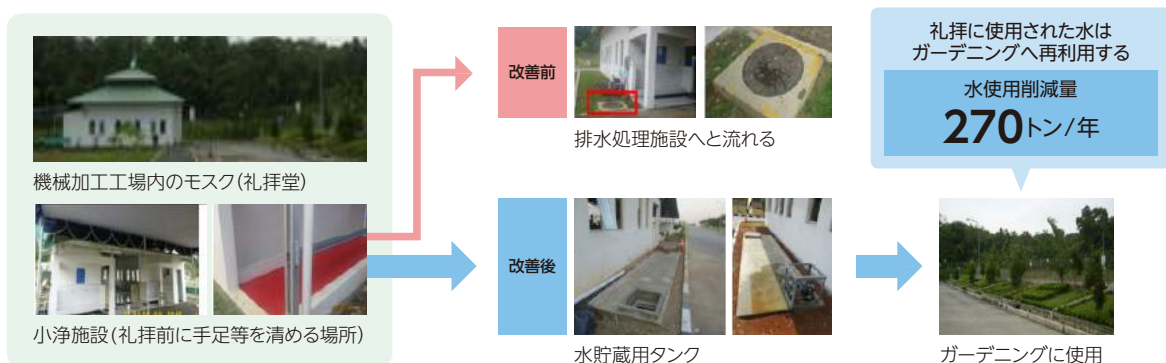 機械加工工場内のモスク(礼拝堂)
小浄施設(礼拝前に手足等を清める場所)
改善前
排水処理施設へと流れる
改善後
水貯蔵用タンク
礼拝に使用された水は
ガーデニングへ再利用する
水使用削減量
270トン/年
ガーデニングに使用